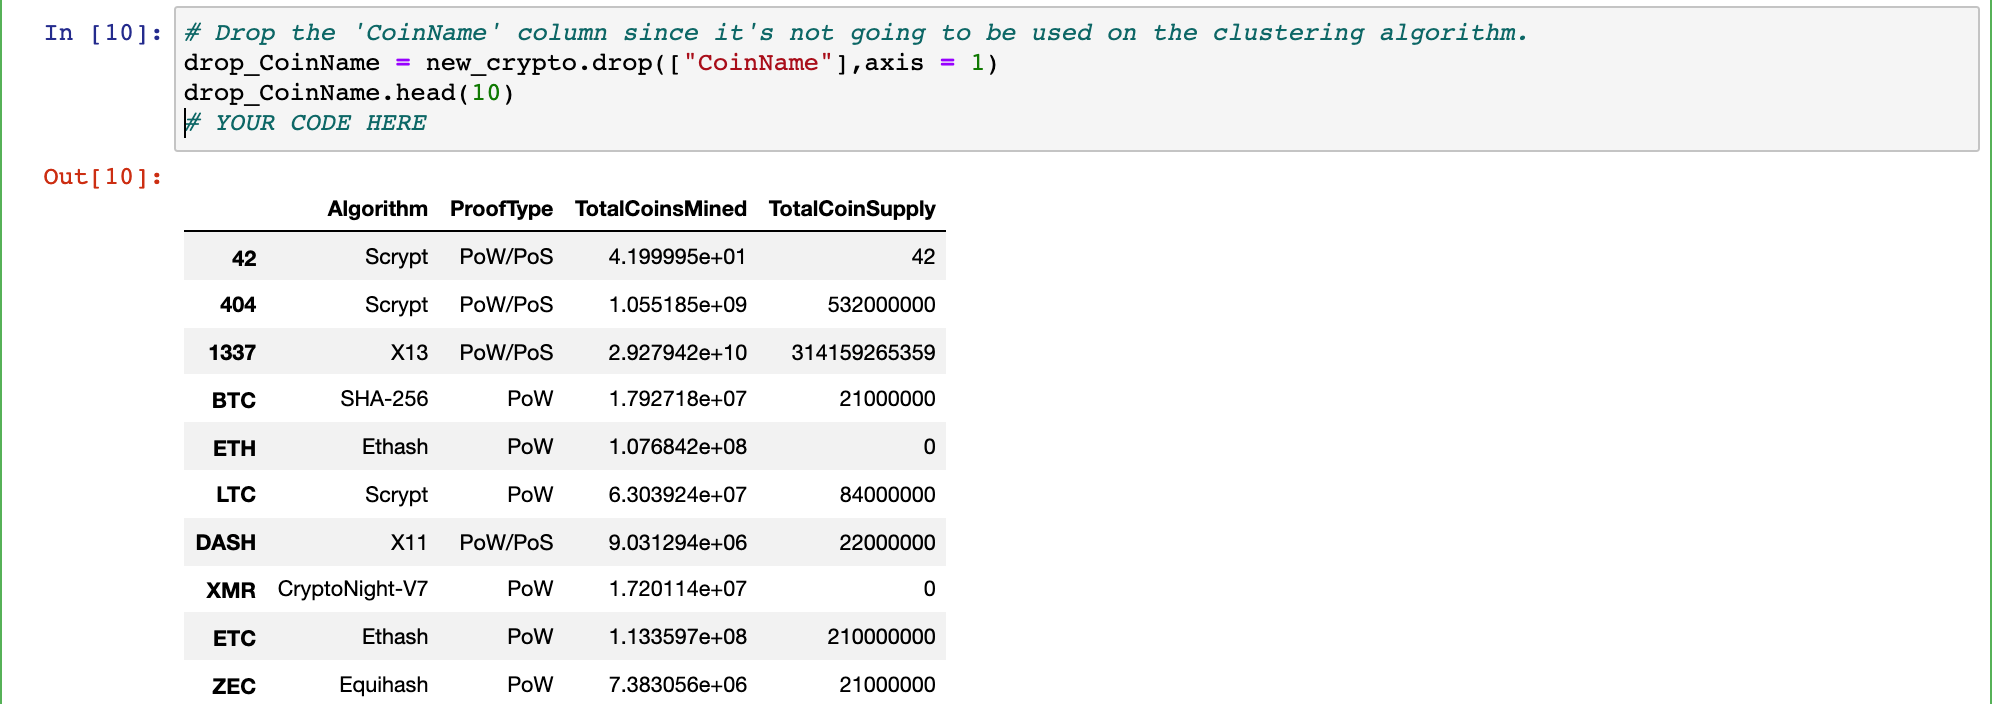 In [10]: # Drop the 'CoinName' column since it's not going to be used on the clustering algorithm.
drop_CoinName = new_crypto.drop(["CoinName"],axis = 1)
drop_CoinName.head(10)
# YOUR CODE HERE
Out[10]:
Algorithm ProofType TotalCoinsMined TotalCoinSupply
42 Scrypt PoW/PoS 4.199995e+01 42
404 Scrypt PoW/PoS 1.055185e+09 532000000
1337 X13 PoW/PoS 2.927942e+10 314159265359
BTC SHA-256 PoW 1.792718e+07 21000000
ETH Ethash PoW 1.076842e+08 0
LTC Scrypt PoW 6.303924e+07 84000000
DASH X11 PoW/PoS 9.031294e+06 22000000
XMR CryptoNight-V7 PoW 1.720114e+07 0
ETC Ethash PoW 1.133597e+08 210000000
ZEC Equihash PoW 7.383056e+06 21000000